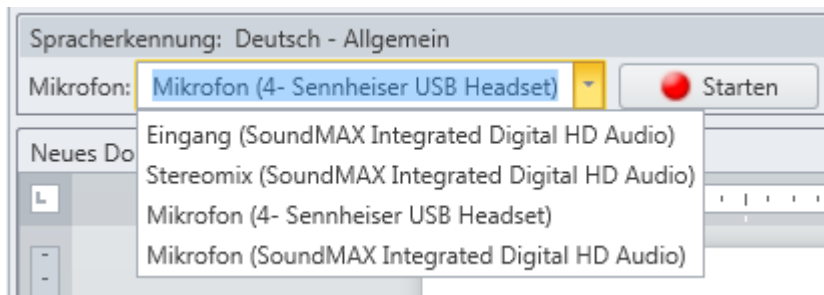 Spracherkennung: Deutsch - Allgemein
Mikrofon: Mikrofon (4- Sennheiser USB Headset) Starten
Eingang (SoundMAX Integrated Digital HD Audio)
Neues Do
Stereomix (SoundMAX Integrated Digital HD Audio)
L
Mikrofon (4- Sennheiser USB Headset)
Mikrofon (SoundMAX Integrated Digital HD Audio)